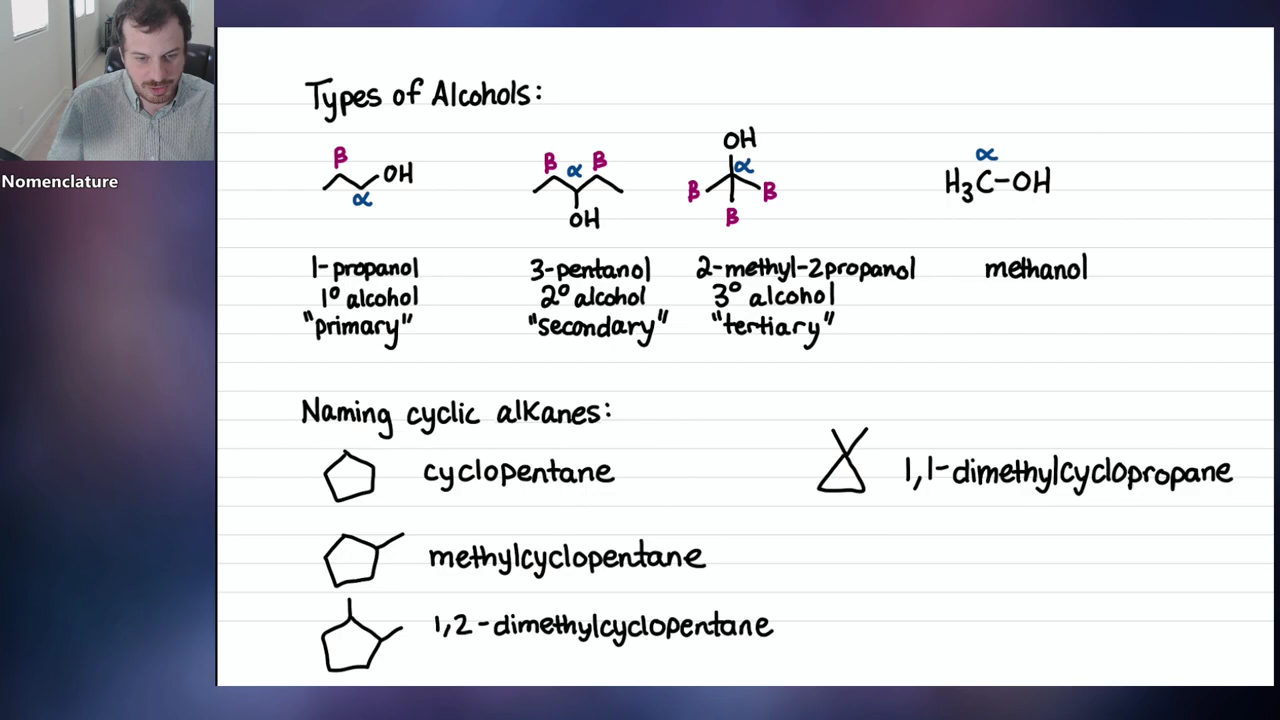 Nomenclature
Types of Alcohols:
β
α
OH
β α β
OH
OH
α
β β
β
α
H₃C-OH
1-propanol
1° alcohol
"primary"
3-pentanol
2° alcohol
"secondary"
2-methyl-2propanol
3° alcohol
"tertiary"
methanol
Naming cyclic alkanes:
cyclopentane
1,1-dimethylcyclopropane
methylcyclopentane
1,2-dimethylcyclopentane